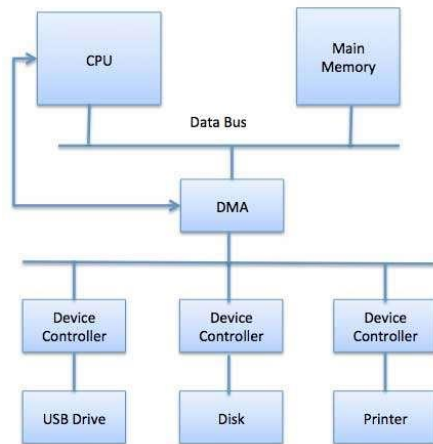 CPU
Main
Memory
Data Bus
DMA
Device
Controller
Device
Controller
Device
Controller
USB Drive
Disk
Printer